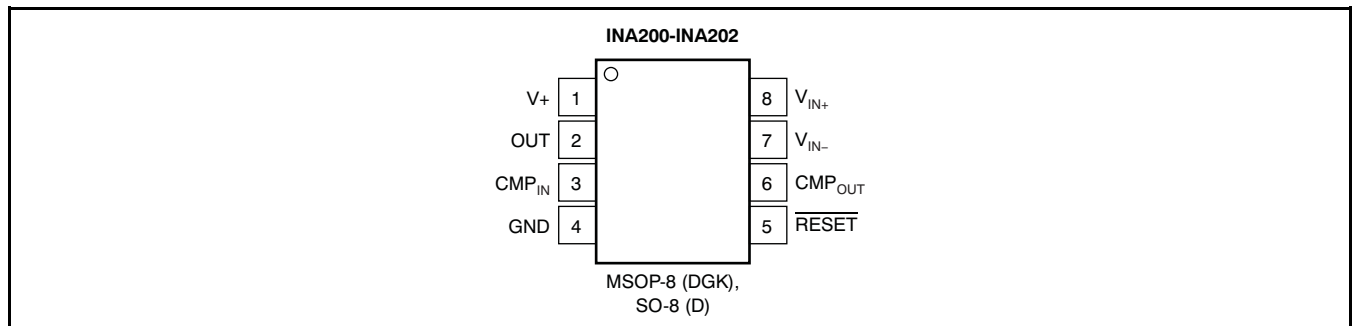 INA200-INA202
V+ 1 8 V_IN+
OUT 2 7 V_IN−
CMP_IN 3 6 CMP_OUT
GND 4 5 R̅E̅S̅E̅T̅
MSOP-8 (DGK),
SO-8 (D)